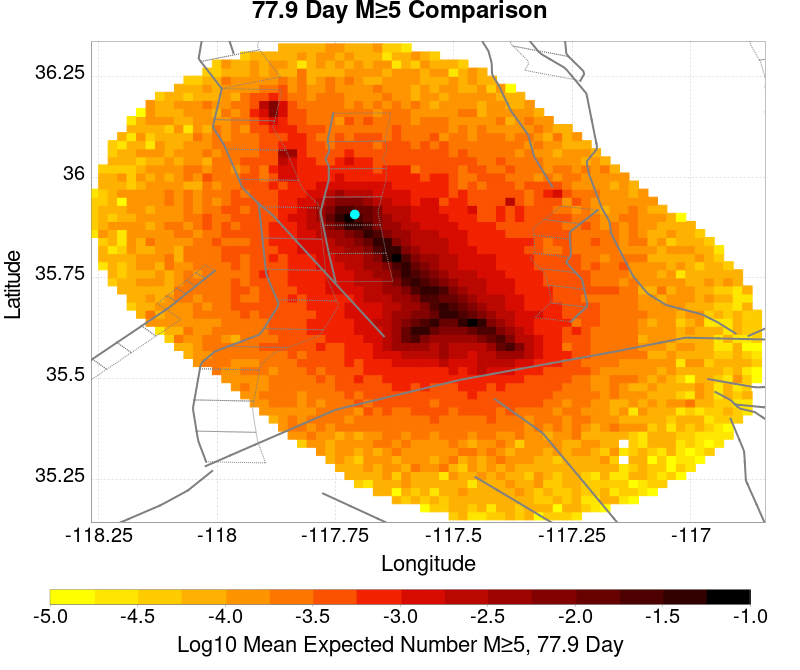 77.9 Day M≥5 Comparison
36.25
36
35.75
35.5
35.25
Latitude
-118.25 -118 -117.75 -117.5 -117.25 -117
Longitude
-5.0 -4.5 -4.0 -3.5 -3.0 -2.5 -2.0 -1.5 -1.0
Log10 Mean Expected Number M≥5, 77.9 Day